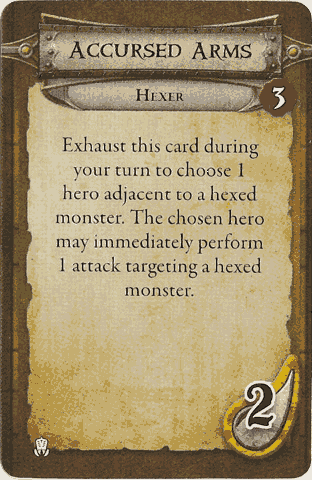 Accursed Arms
Hexer
3
Exhaust this card during
your turn to choose 1
hero adjacent to a hexed
monster. The chosen hero
may immediately perform
1 attack targeting a hexed
monster.
2